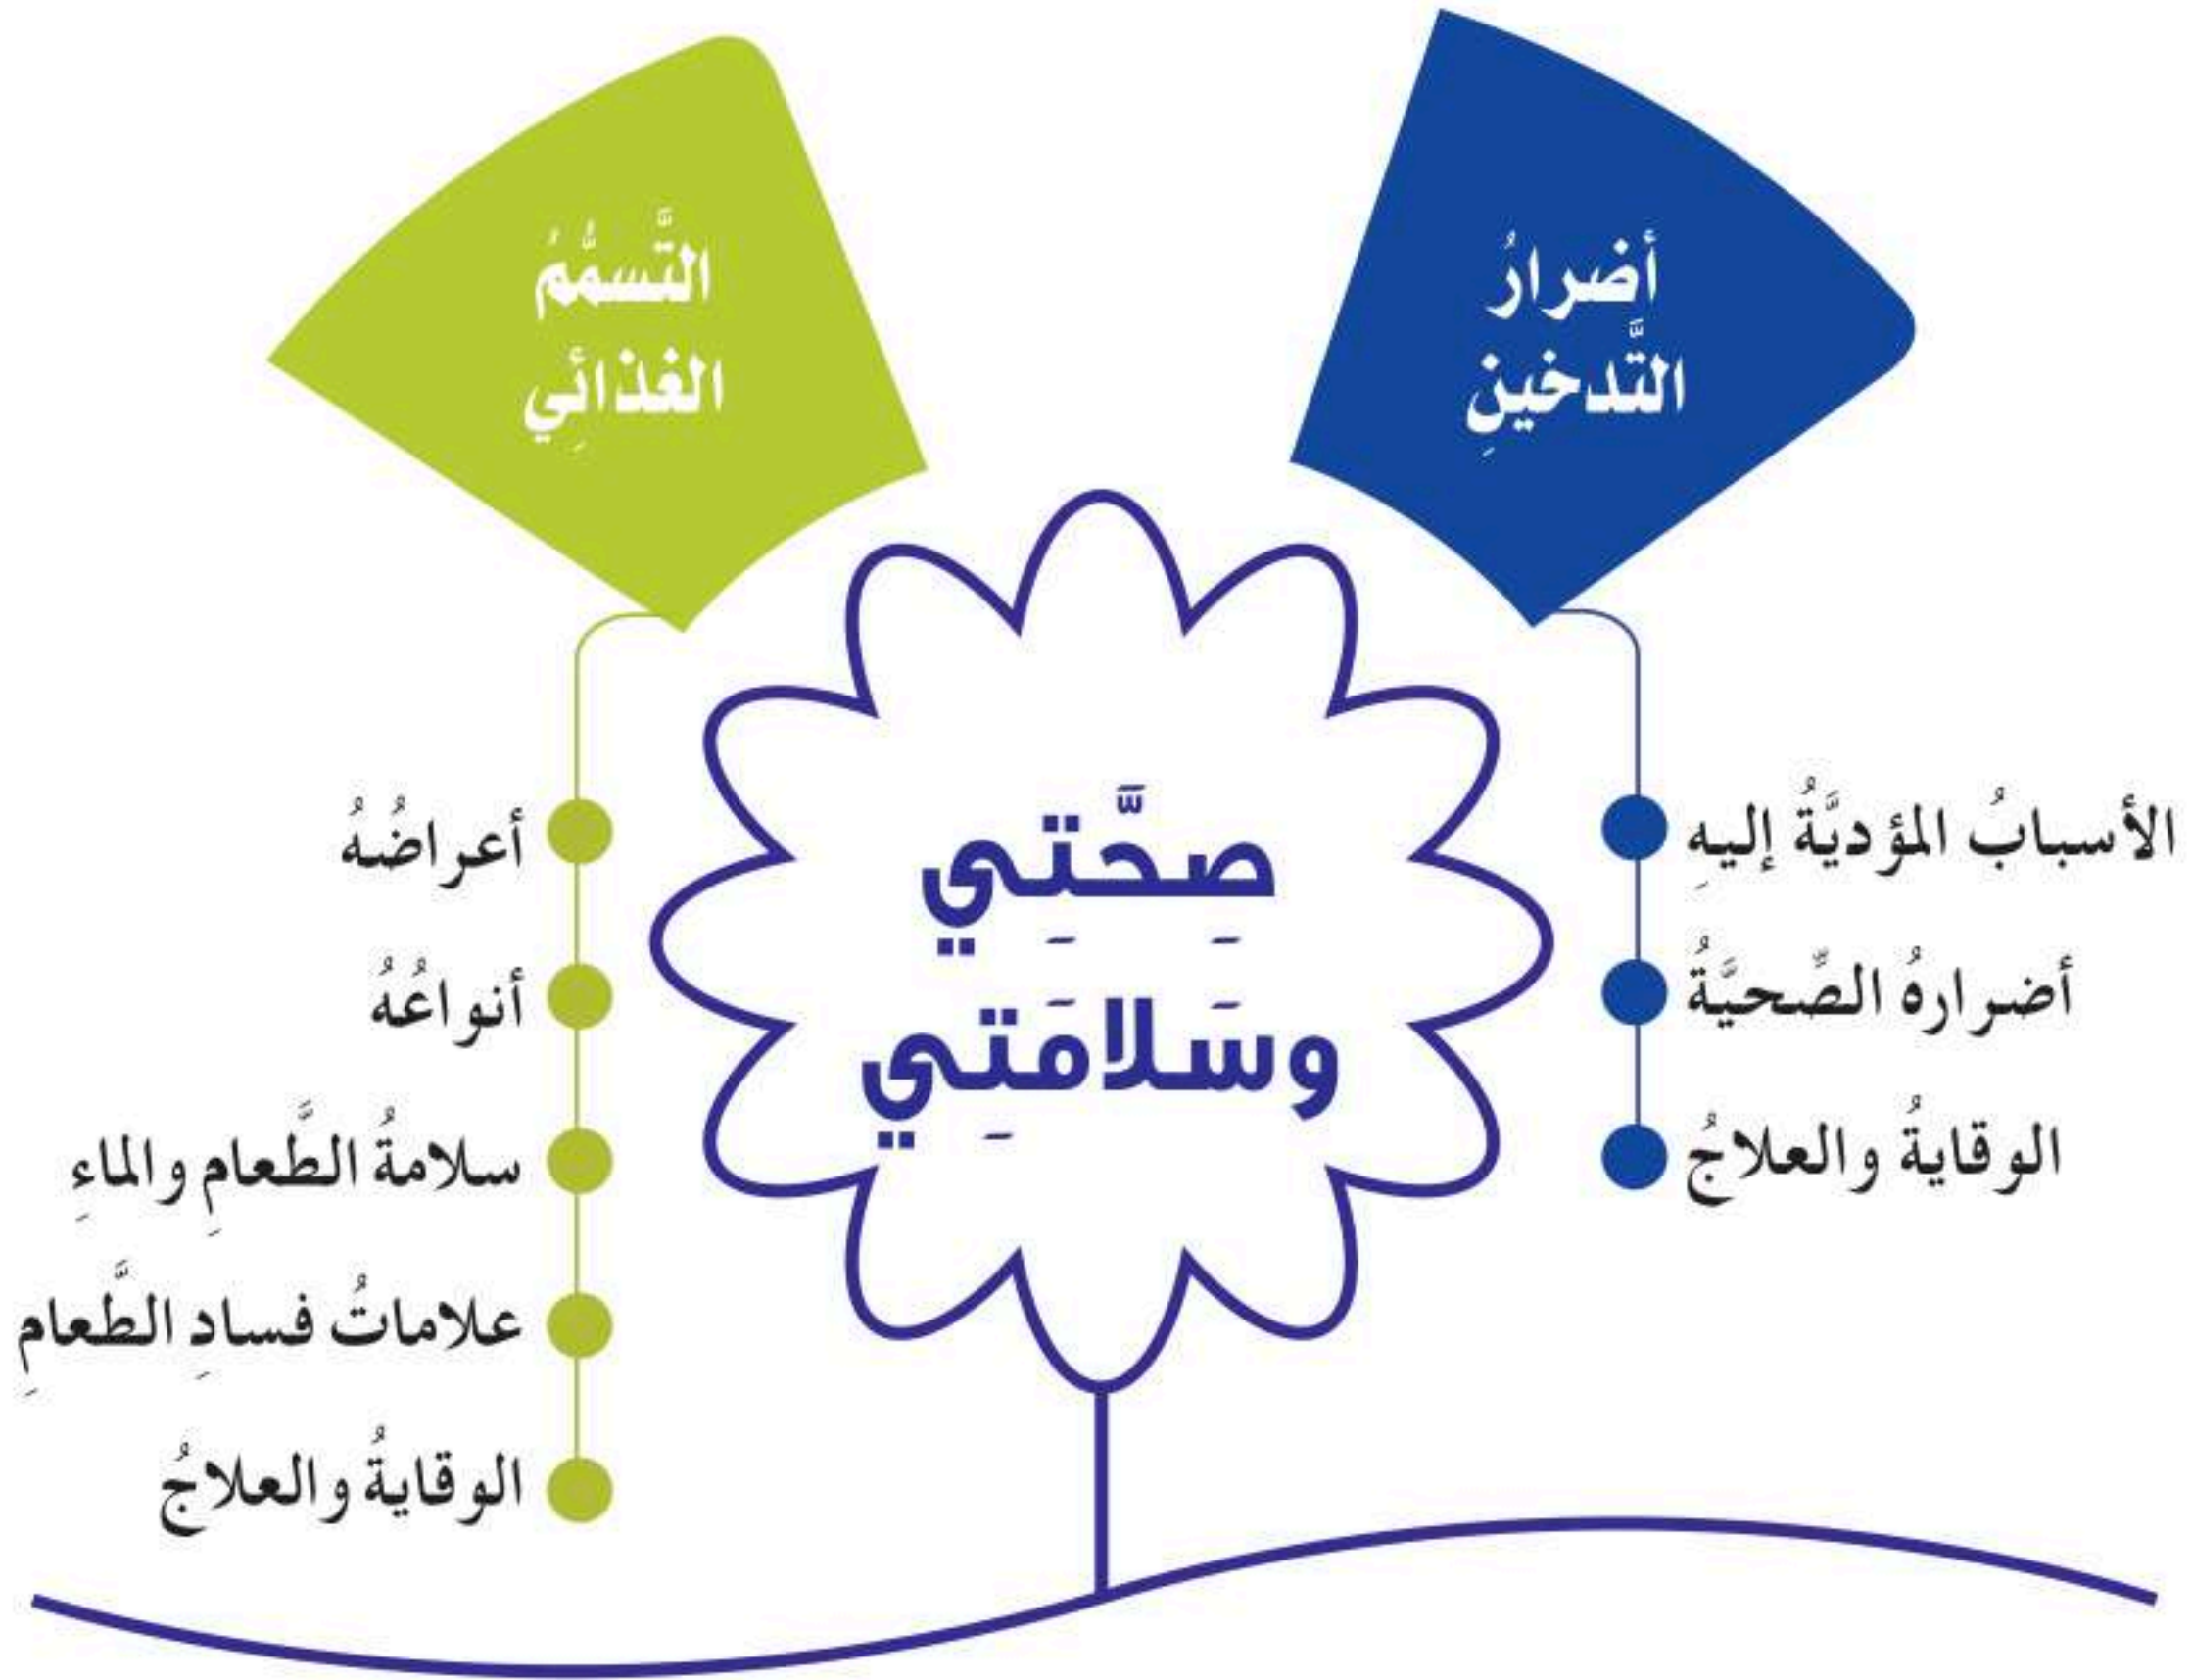 أضرارُ
التَّدخينِ
الأسبابُ المؤديَّةُ إليهِ
أضرارهُ الصِّحيَّةُ
الوقايةُ والعلاجُ
صِحَّتِي
وسَلامَتِي
التَّسمُّمُ
الغذائِي
أعراضُهُ
أنواعُهُ
سلامةُ الطَّعامِ والماءِ
علاماتُ فسادِ الطَّعامِ
الوقايةُ والعلاجُ